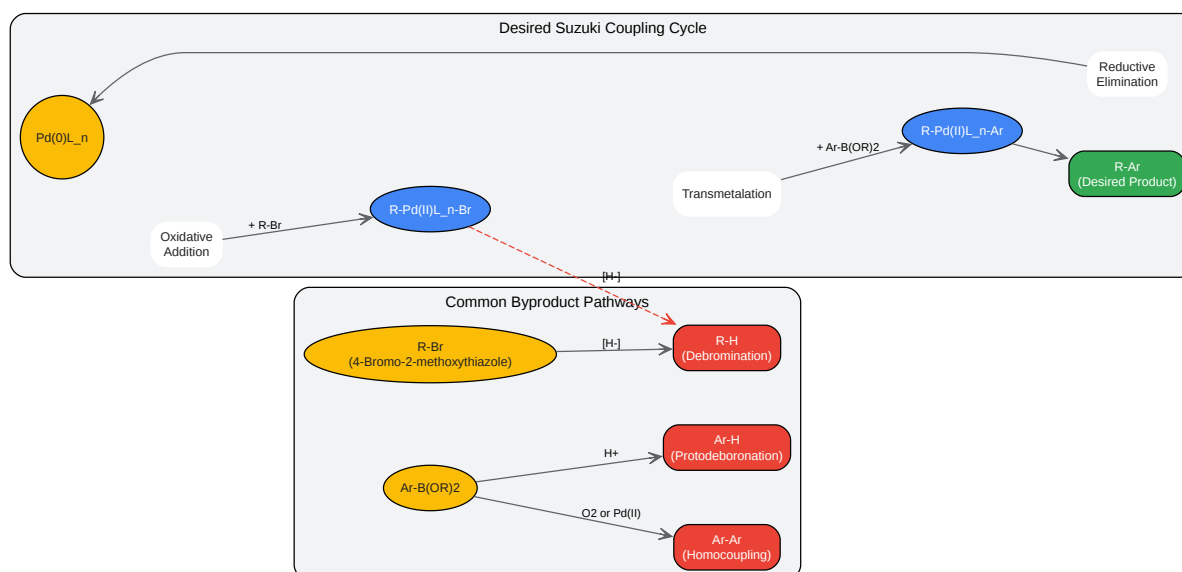 Desired Suzuki Coupling Cycle
Reductive
Elimination
Pd(0)L_n
R-Pd(II)L_n-Ar
+ Ar-B(OR)2
R-Ar
(Desired Product)
Transmetalation
R-Pd(II)L_n-Br
+ R-Br
Oxidative
Addition
[H-]
Common Byproduct Pathways
R-Br
(4-Bromo-2-methoxythiazole)
[H-]
R-H
(Debromination)
Ar-H
(Protodeboronation)
H+
Ar-B(OR)2
O2 or Pd(II)
Ar-Ar
(Homocoupling)